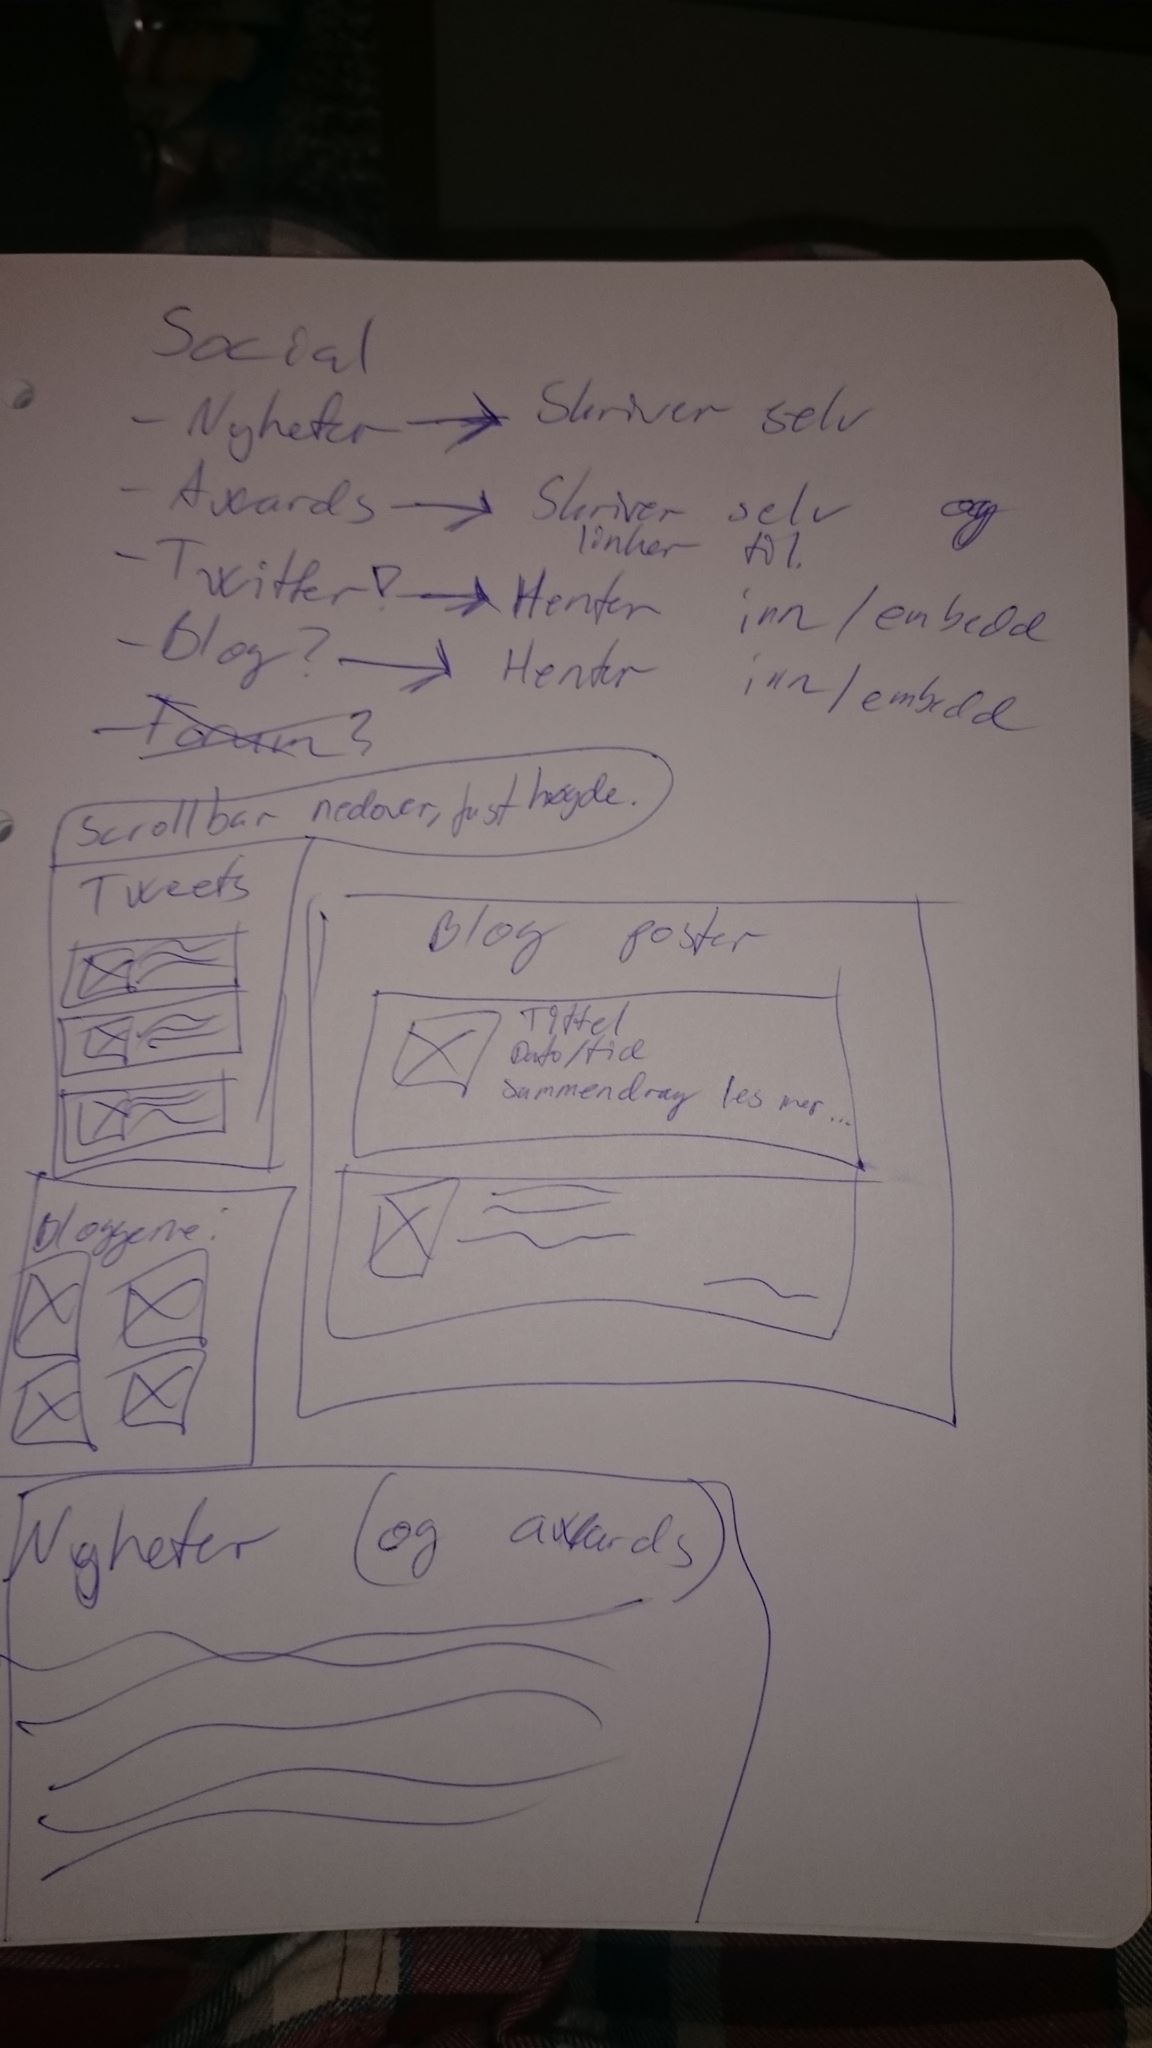 Social
- Nyheter → Skriver selv
- Awards → Skriver selv og
linker til.
- Twitter? → Henter inn/embedd
- Blog? → Henter inn/embedd
- Forum?
Scrollbar nedover, fast høyde.
Tweets
Blog poster
Tittel
Dato/tid
Sammendrag les mer...
Bloggerne:
Nyheter (og awards)